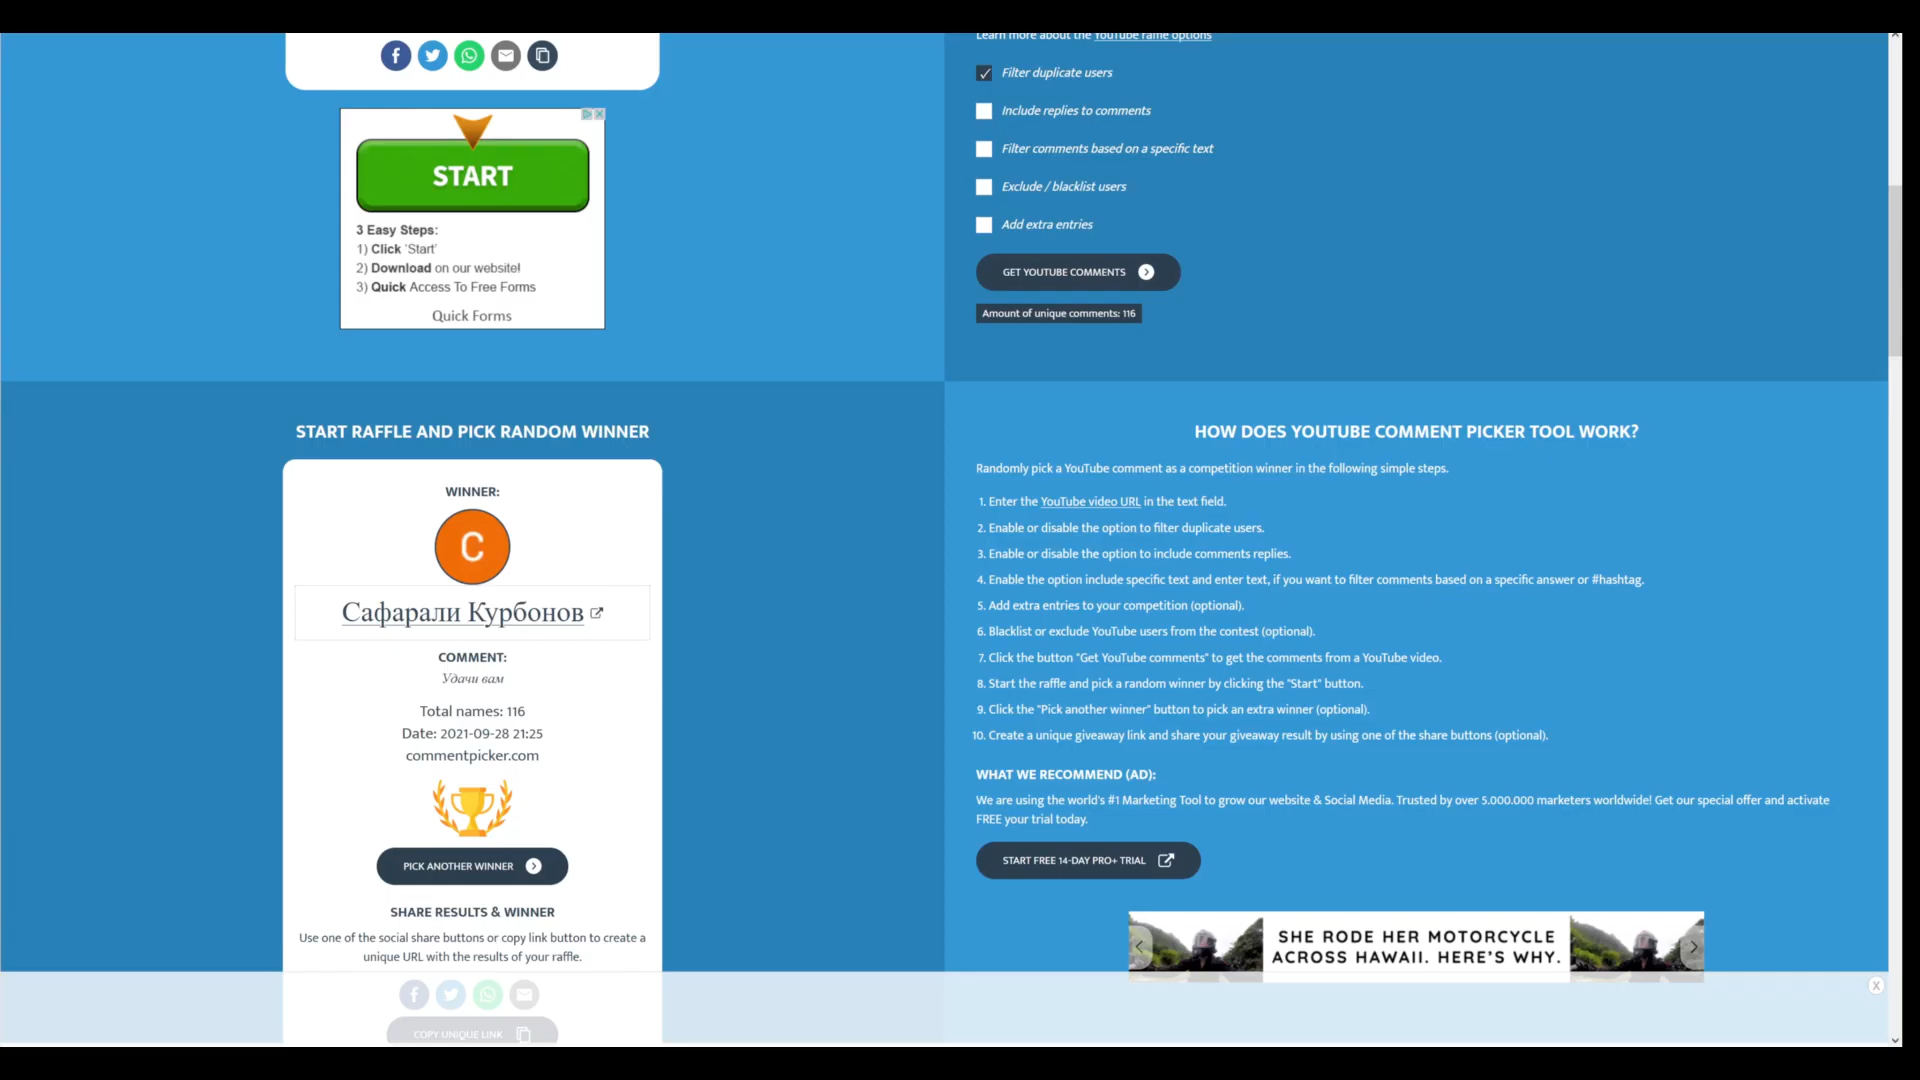 Learn more about the YouTube raffle options
Filter duplicate users
Include replies to comments
Filter comments based on a specific text
Exclude / blacklist users
Add extra entries
GET YOUTUBE COMMENTS
Amount of unique comments: 116
START
3 Easy Steps:
1) Click 'Start'
2) Download on our website!
3) Quick Access To Free Forms
Quick Forms
START RAFFLE AND PICK RANDOM WINNER
WINNER:
C
Сафарали Курбонов
COMMENT:
Удачи вам
Total names: 116
Date: 2021-09-28 21:25
commentpicker.com
PICK ANOTHER WINNER
SHARE RESULTS & WINNER
Use one of the social share buttons or copy link button to create a
unique URL with the results of your raffle.
COPY UNIQUE LINK
HOW DOES YOUTUBE COMMENT PICKER TOOL WORK?
Randomly pick a YouTube comment as a competition winner in the following simple steps.
1. Enter the YouTube video URL in the text field.
2. Enable or disable the option to filter duplicate users.
3. Enable or disable the option to include comments replies.
4. Enable the option include specific text and enter text, if you want to filter comments based on a specific answer or #hashtag.
5. Add extra entries to your competition (optional).
6. Blacklist or exclude YouTube users from the contest (optional).
7. Click the button "Get YouTube comments" to get the comments from a YouTube video.
8. Start the raffle and pick a random winner by clicking the "Start" button.
9. Click the "Pick another winner" button to pick an extra winner (optional).
10. Create a unique giveaway link and share your giveaway result by using one of the share buttons (optional).
WHAT WE RECOMMEND (AD):
We are using the world's #1 Marketing Tool to grow our website & Social Media. Trusted by over 5.000.000 marketers worldwide! Get our special offer and activate
FREE your trial today.
START FREE 14-DAY PRO+ TRIAL
SHE RODE HER MOTORCYCLE
ACROSS HAWAII. HERE'S WHY.
X